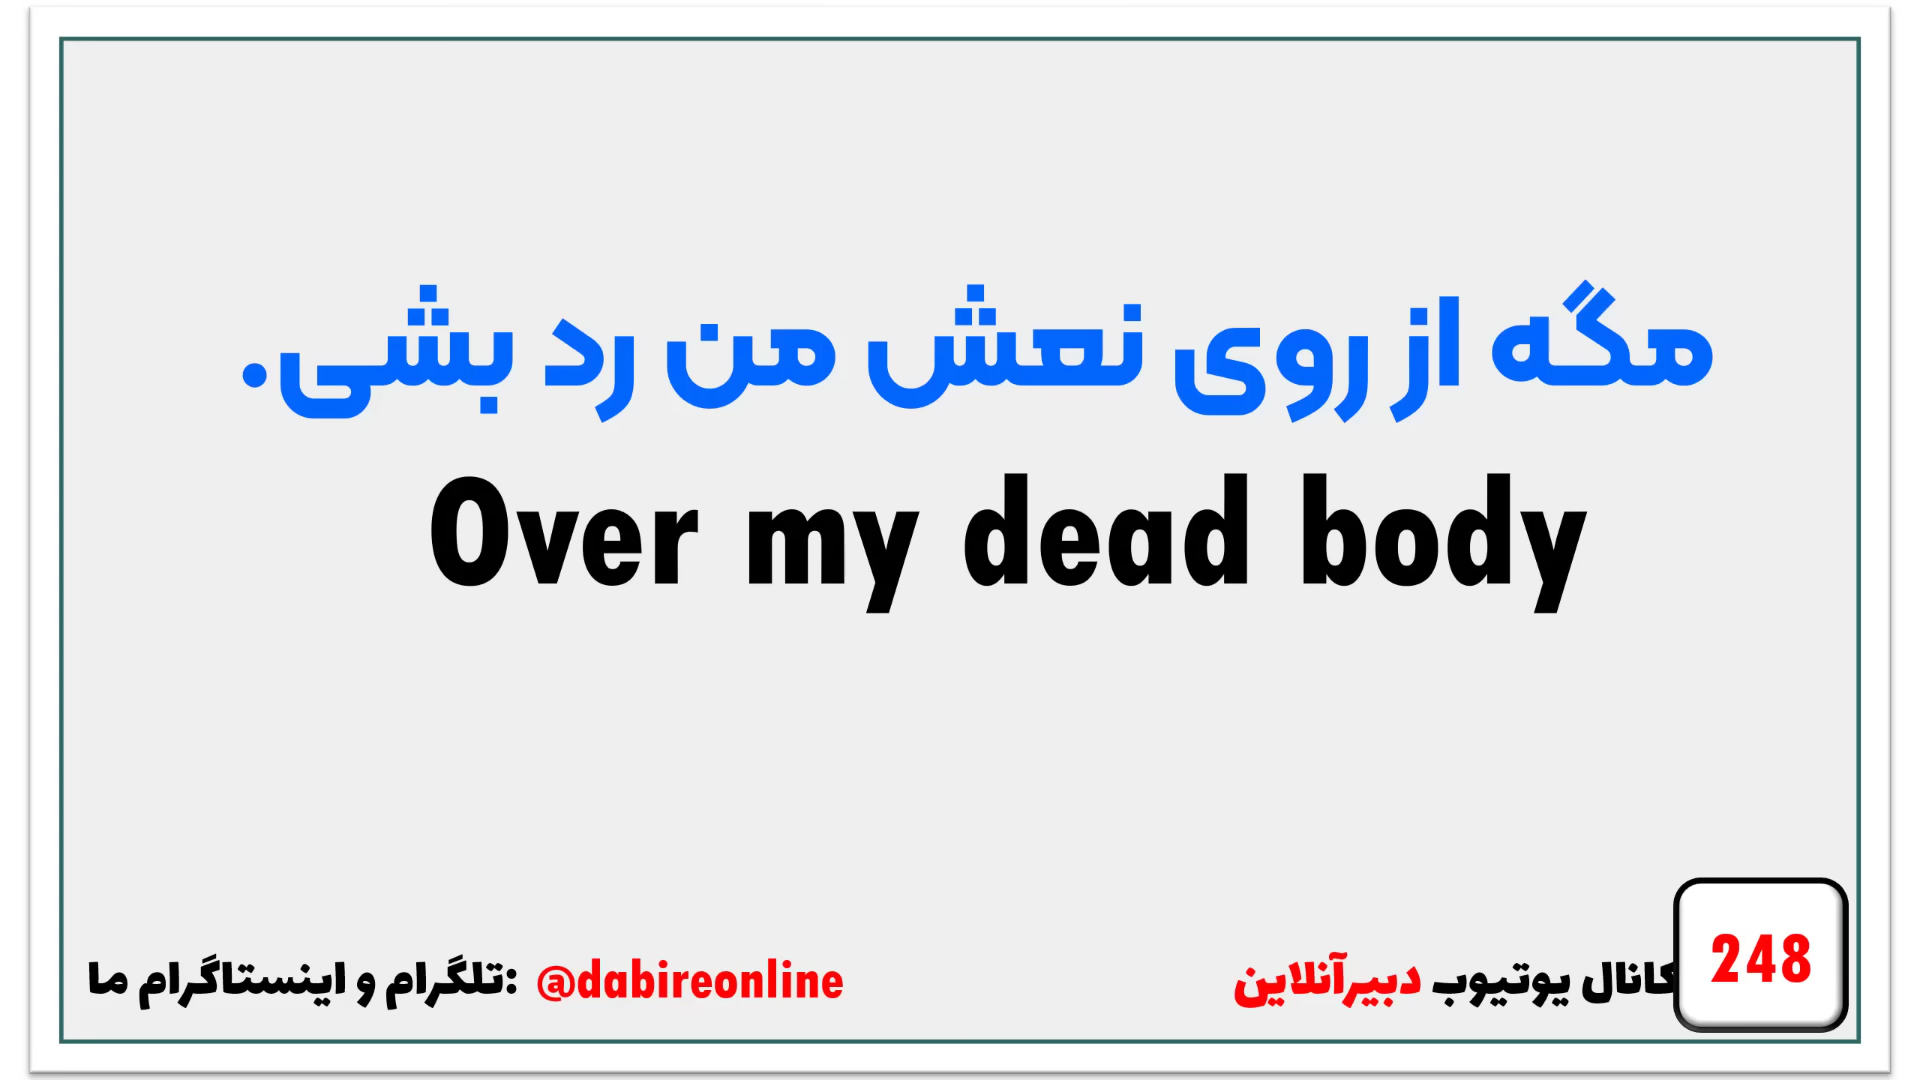 مگه از روی نعش من رد بشی.
Over my dead body
تلگرام و اینستاگرام ما: @dabireonline
کانال یوتیوب دبیرآنلاین
248